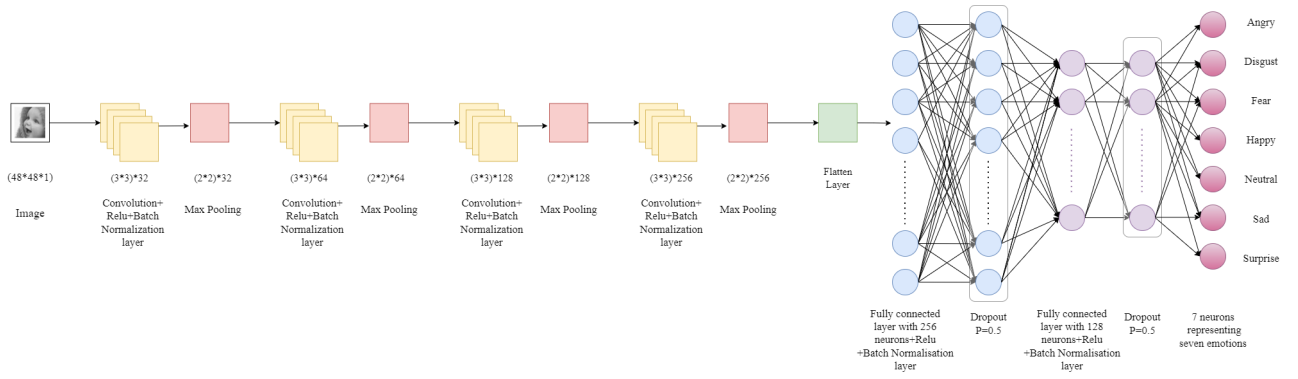 (48*48*1)
Image
(3*3)*32
Convolution+
Relu+Batch
Normalization
layer
(2*2)*32
Max Pooling
(3*3)*64
Convolution+
Relu+Batch
Normalization
layer
(2*2)*64
Max Pooling
(3*3)*128
Convolution+
Relu+Batch
Normalization
layer
(2*2)*128
Max Pooling
(3*3)*256
Convolution+
Relu+Batch
Normalization
layer
(2*2)*256
Max Pooling
Flatten
Layer
Fully connected
layer with 256
neurons+Relu
+Batch Normalisation
layer
Dropout
P=0.5
Fully connected
layer with 128
neurons+Relu
+Batch Normalisation
layer
Dropout
P=0.5
Angry
Disgust
Fear
Happy
Neutral
Sad
Surprise
7 neurons
representing
seven emotions